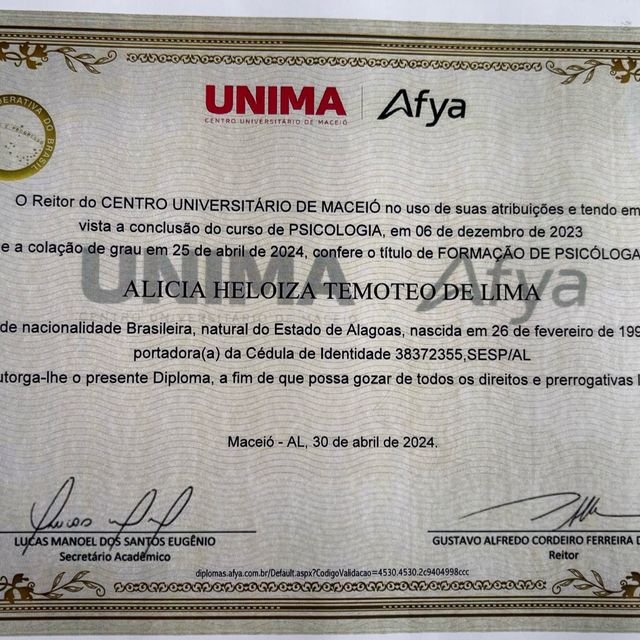 UNIMA
CENTRO UNIVERSITÁRIO DE MACEIÓ
Afya
DO BRASIL
O Reitor do CENTRO UNIVERSITÁRIO DE MACEIÓ no uso de suas atribuições e tendo em
vista a conclusão do curso de PSICOLOGIA, em 06 de dezembro de 2023
e a colação de grau em 25 de abril de 2024, confere o título de FORMAÇÃO DE PSICÓLOGA
UNIMA Afya
ALICIA HELOIZA TEMOTEO DE LIMA
de nacionalidade Brasileira, natural do Estado de Alagoas, nascida em 26 de fevereiro de 199
portadora(a) da Cédula de Identidade 38372355,SESP/AL
utorga-lhe o presente Diploma, a fim de que possa gozar de todos os direitos e prerrogativas l
Maceió - AL, 30 de abril de 2024.
LUCAS MANOEL DOS SANTOS EUGÊNIO
Secretário Acadêmico
GUSTAVO ALFREDO CORDEIRO FERREIRA D
Reitor
diplomas.afya.com.br/Default.aspx?CodigoValidacao=4530.4530.2c9404998ccc